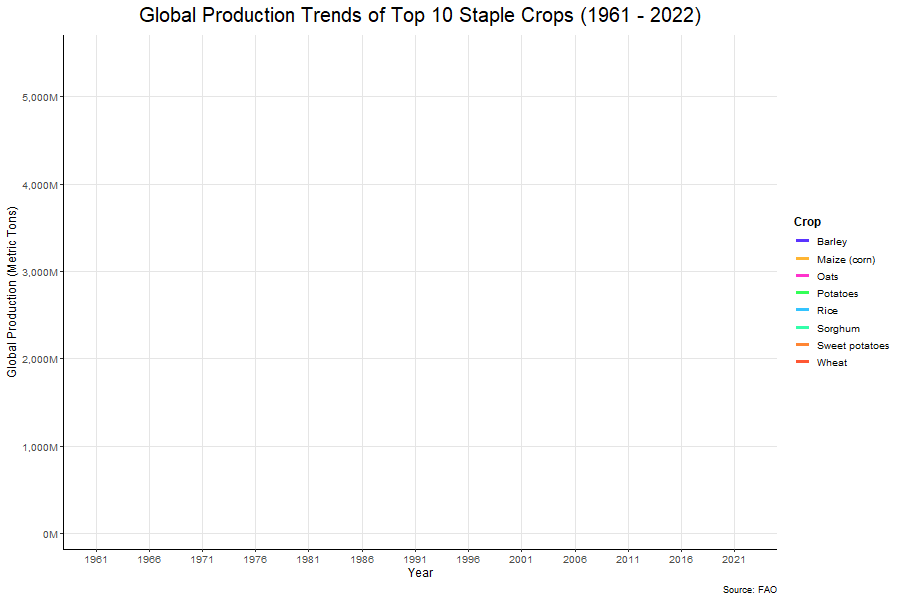 Global Production Trends of Top 10 Staple Crops (1961 - 2022)
Global Production (Metric Tons)
5,000M
4,000M
3,000M
2,000M
1,000M
0M
1961 1966 1971 1976 1981 1986 1991 1996 2001 2006 2011 2016 2021
Year
Crop
Barley
Maize (corn)
Oats
Potatoes
Rice
Sorghum
Sweet potatoes
Wheat
Source: FAO